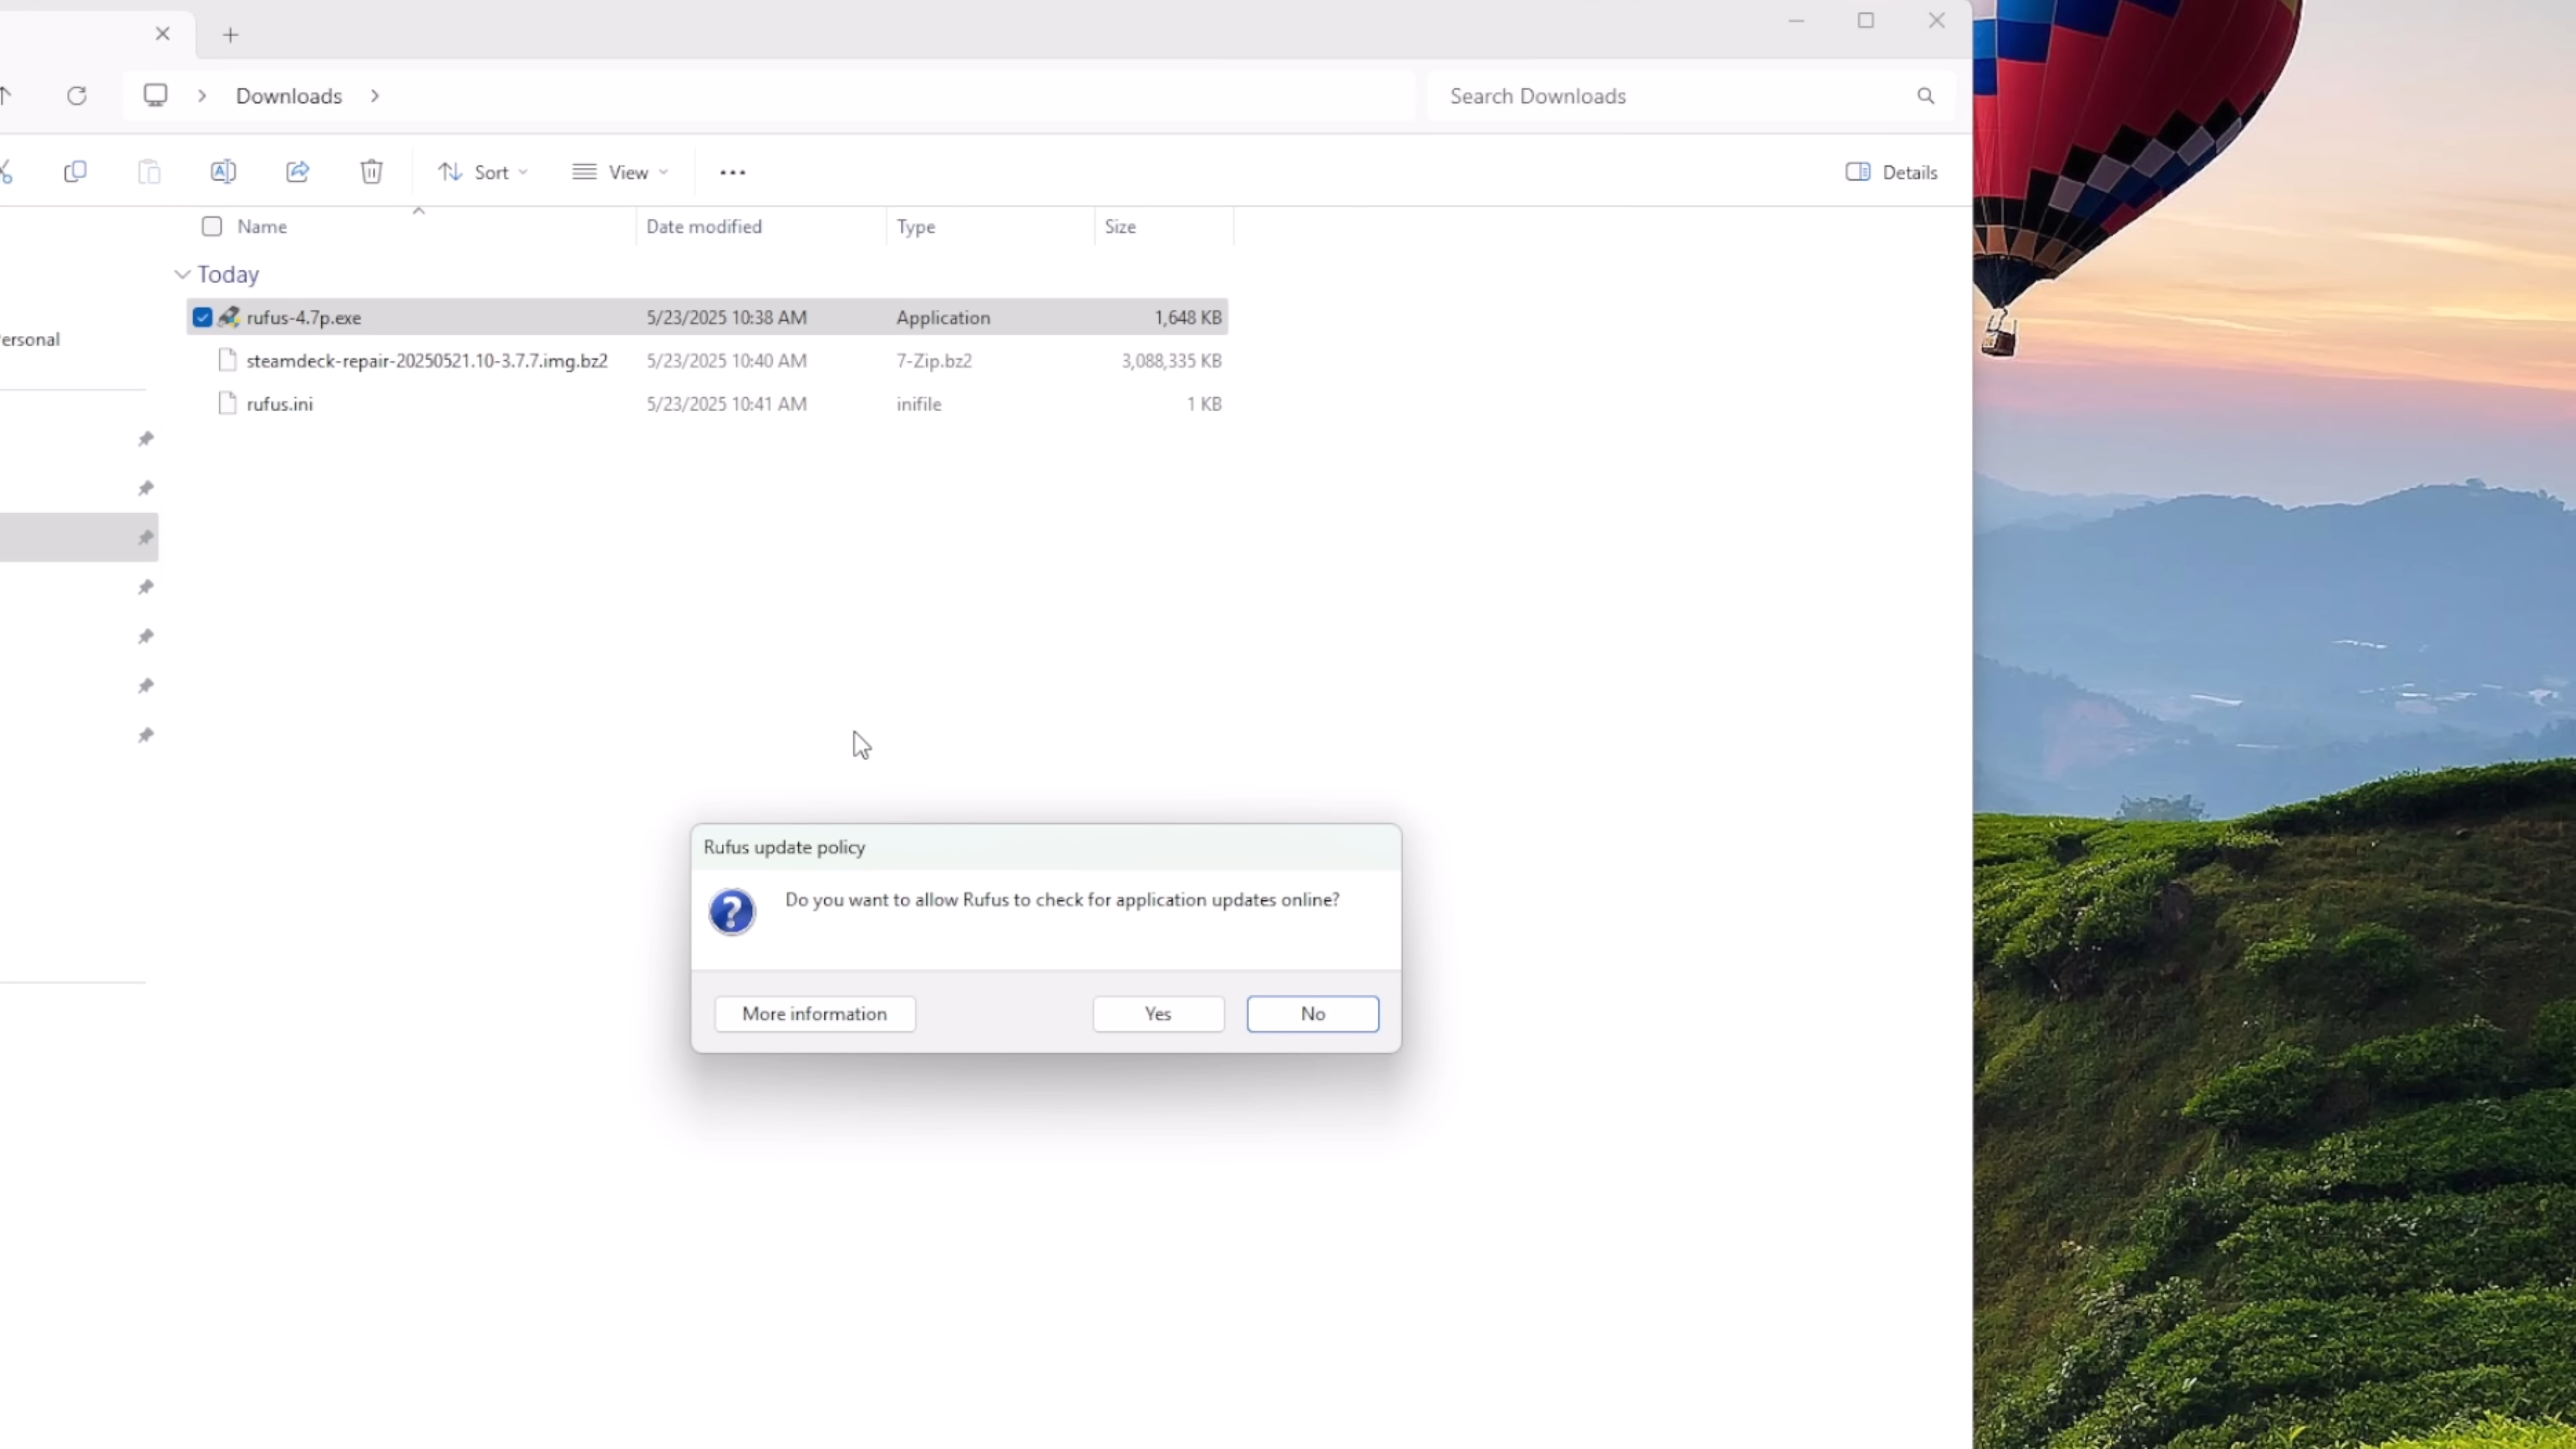 Downloads
Search Downloads
Sort
View
Details
Name
Date modified
Type
Size
Today
rufus-4.7p.exe
5/23/2025 10:38 AM
Application
1,648 KB
ersonal
steamdeck-repair-20250521.10-3.7.7.img.bz2
5/23/2025 10:40 AM
7-Zip.bz2
3,088,335 KB
rufus.ini
5/23/2025 10:41 AM
inifile
1 KB
Rufus update policy
Do you want to allow Rufus to check for application updates online?
More information
Yes
No